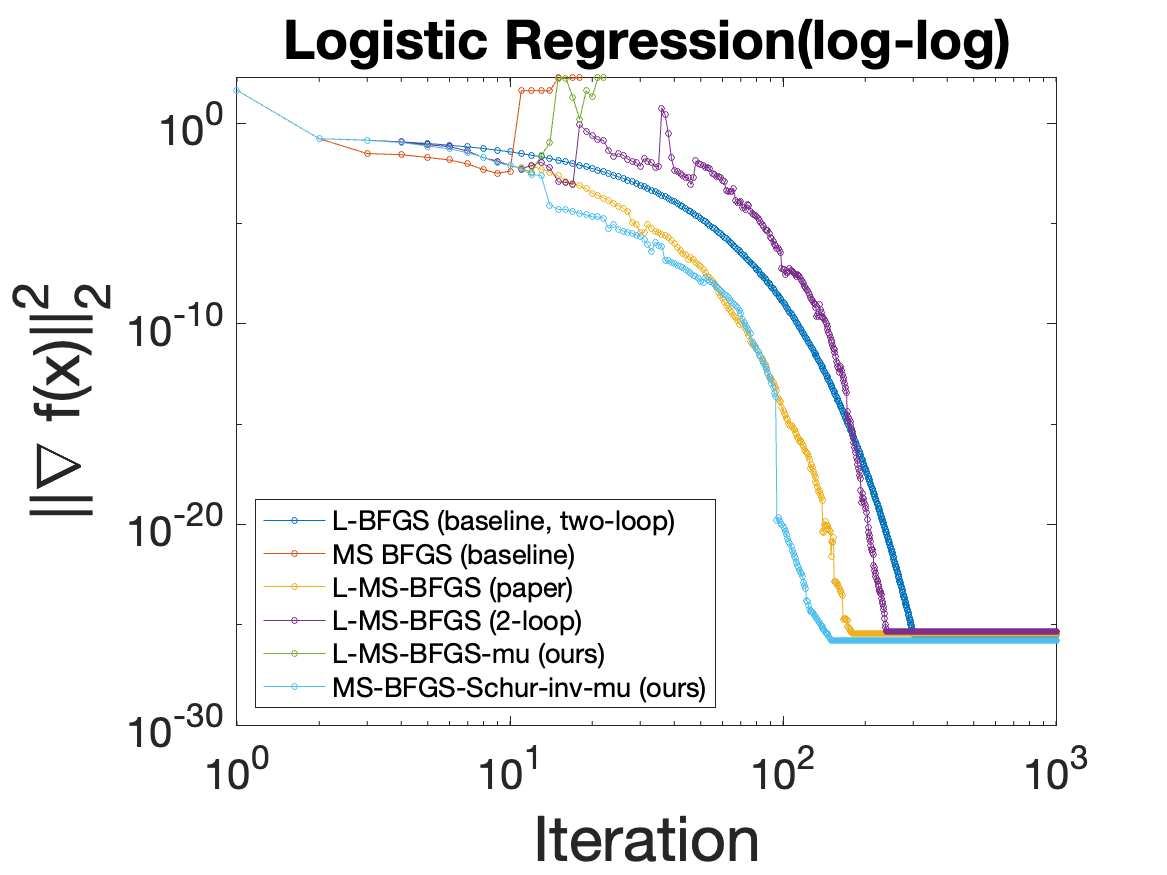 Logistic Regression(log-log)
10^0
10^-10
10^-20
10^-30
||∇ f(x)||_2^2
L-BFGS (baseline, two-loop)
MS BFGS (baseline)
L-MS-BFGS (paper)
L-MS-BFGS (2-loop)
L-MS-BFGS-mu (ours)
MS-BFGS-Schur-inv-mu (ours)
10^0 10^1 10^2 10^3
Iteration